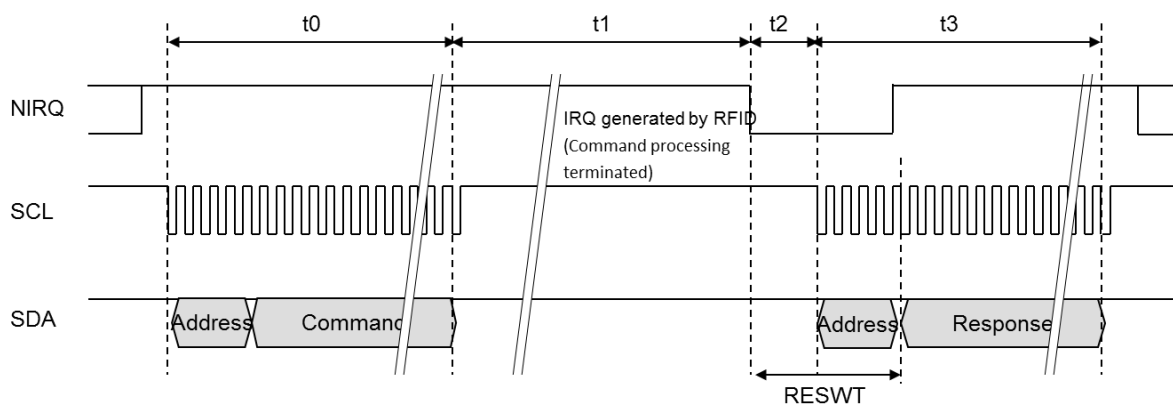 t0
t1
t2
t3
NIRQ
IRQ generated by RFID
(Command processing
terminated)
SCL
SDA
Address
Command
Address
Response
RESWT